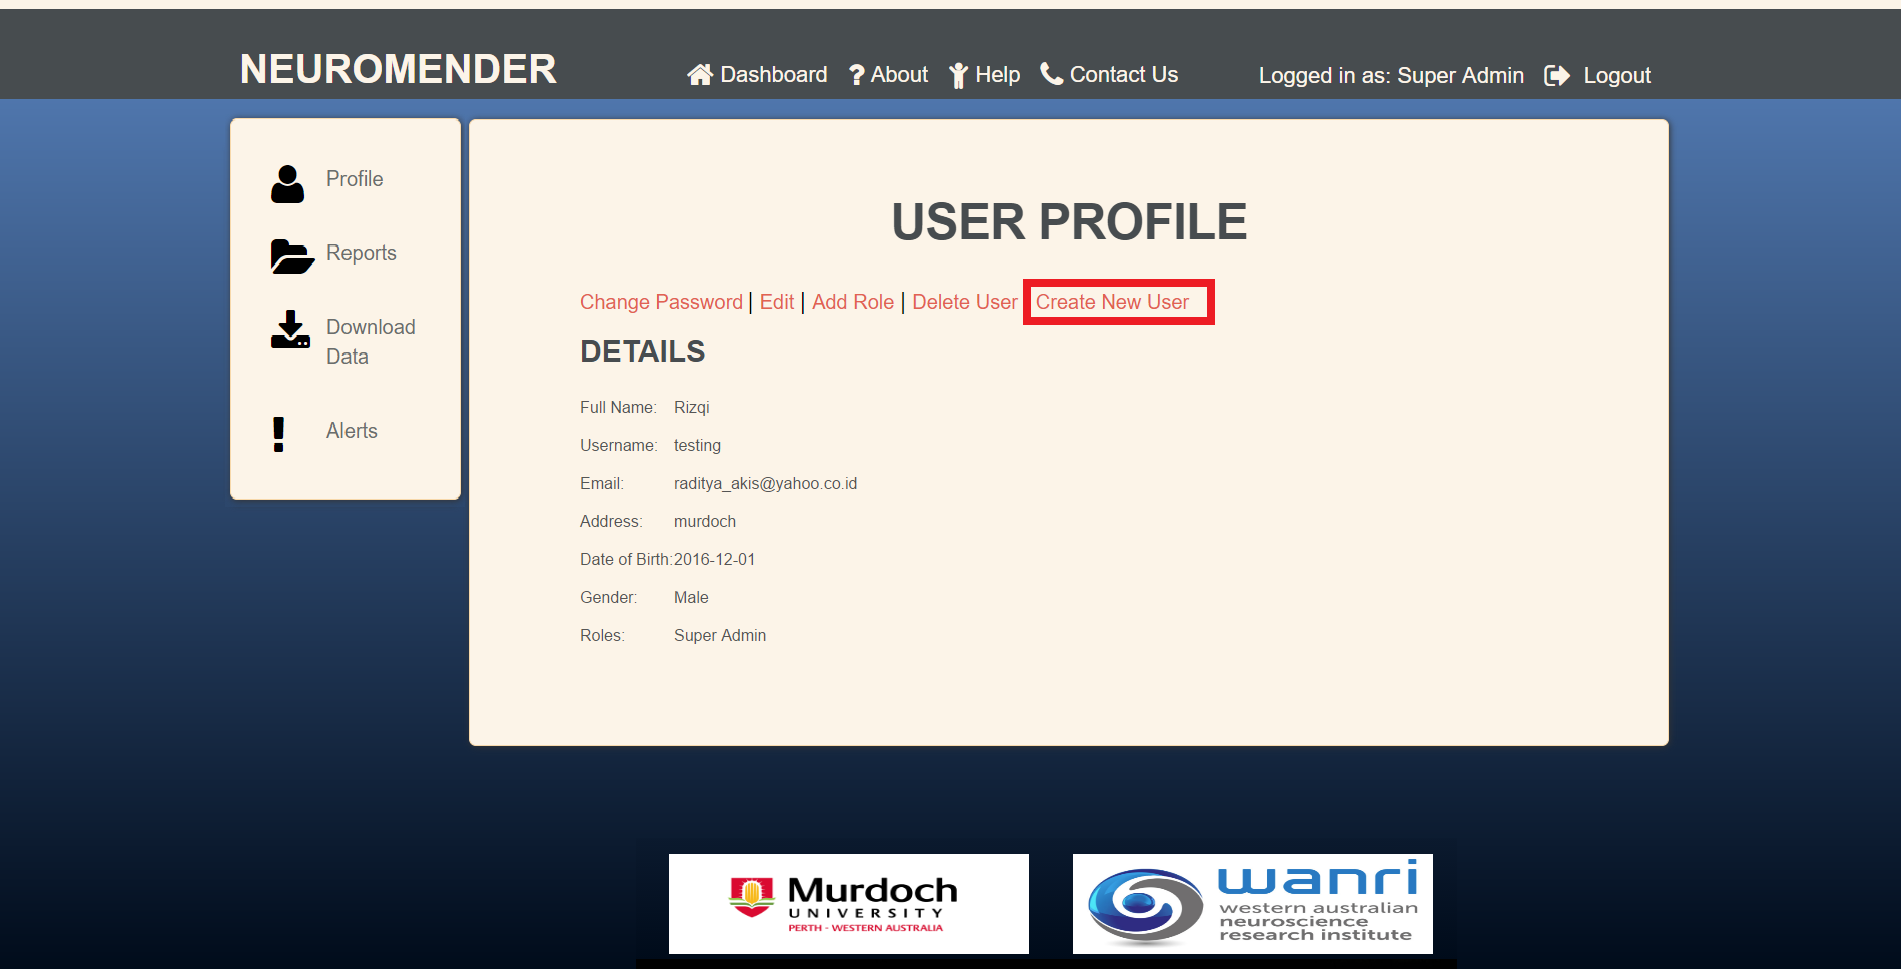 NEUROMENDER
Dashboard ? About Help Contact Us
Logged in as: Super Admin Logout
Profile
Reports
Download
Data
Alerts
USER PROFILE
Change Password | Edit | Add Role | Delete User Create New User
DETAILS
Full Name: Rizqi
Username: testing
Email: raditya_akis@yahoo.co.id
Address: murdoch
Date of Birth: 2016-12-01
Gender: Male
Roles: Super Admin
Murdoch
UNIVERSITY
PERTH - WESTERN AUSTRALIA
wanri
western australian
neuroscience
research institute